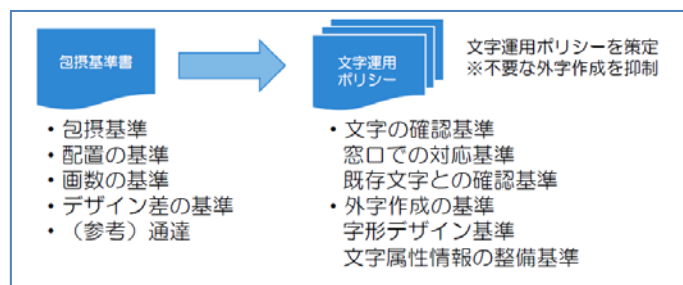 包摂基準書
・包摂基準
・配置の基準
・画数の基準
・デザイン差の基準
・（参考）通達
文字運用
ポリシー
文字運用ポリシーを策定
※不要な外字作成を抑制
・文字の確認基準
窓口での対応基準
既存文字との確認基準
・外字作成の基準
字形デザイン基準
文字属性情報の整備基準